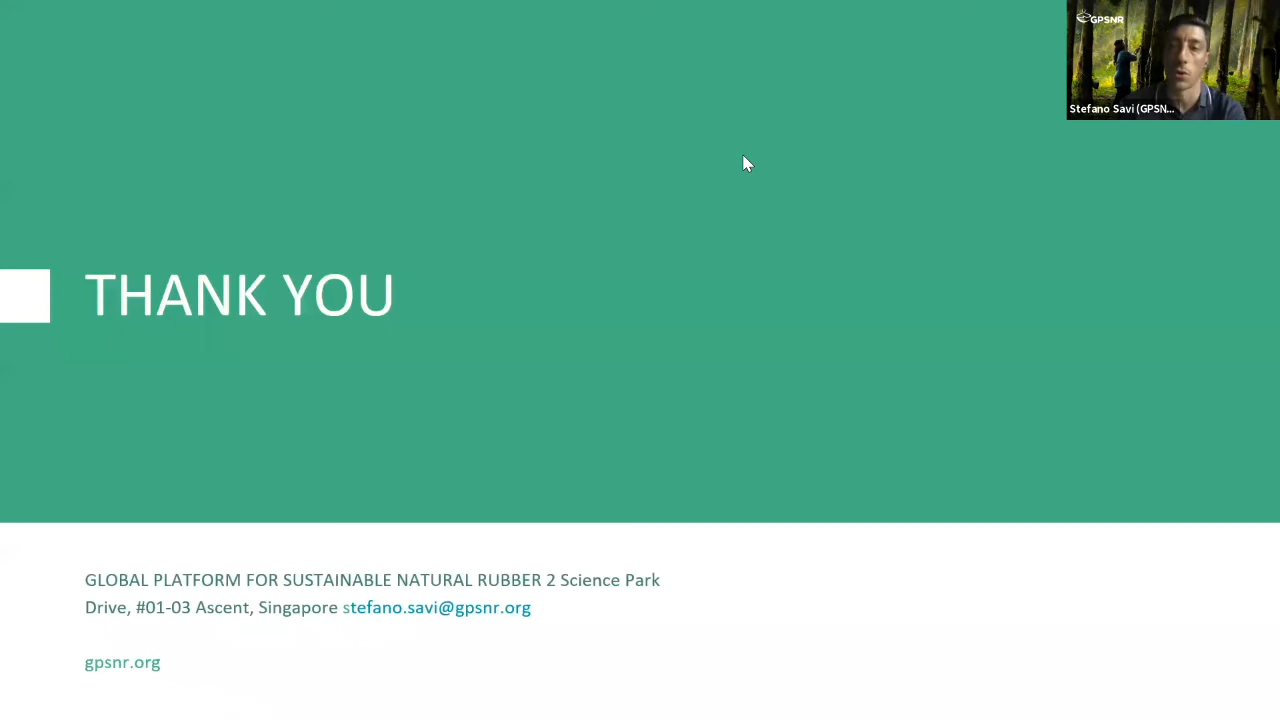 GPSNR
Stefano Savi (GPSN...
THANK YOU
GLOBAL PLATFORM FOR SUSTAINABLE NATURAL RUBBER 2 Science Park
Drive, #01-03 Ascent, Singapore stefano.savi@gpsnr.org
gpsnr.org